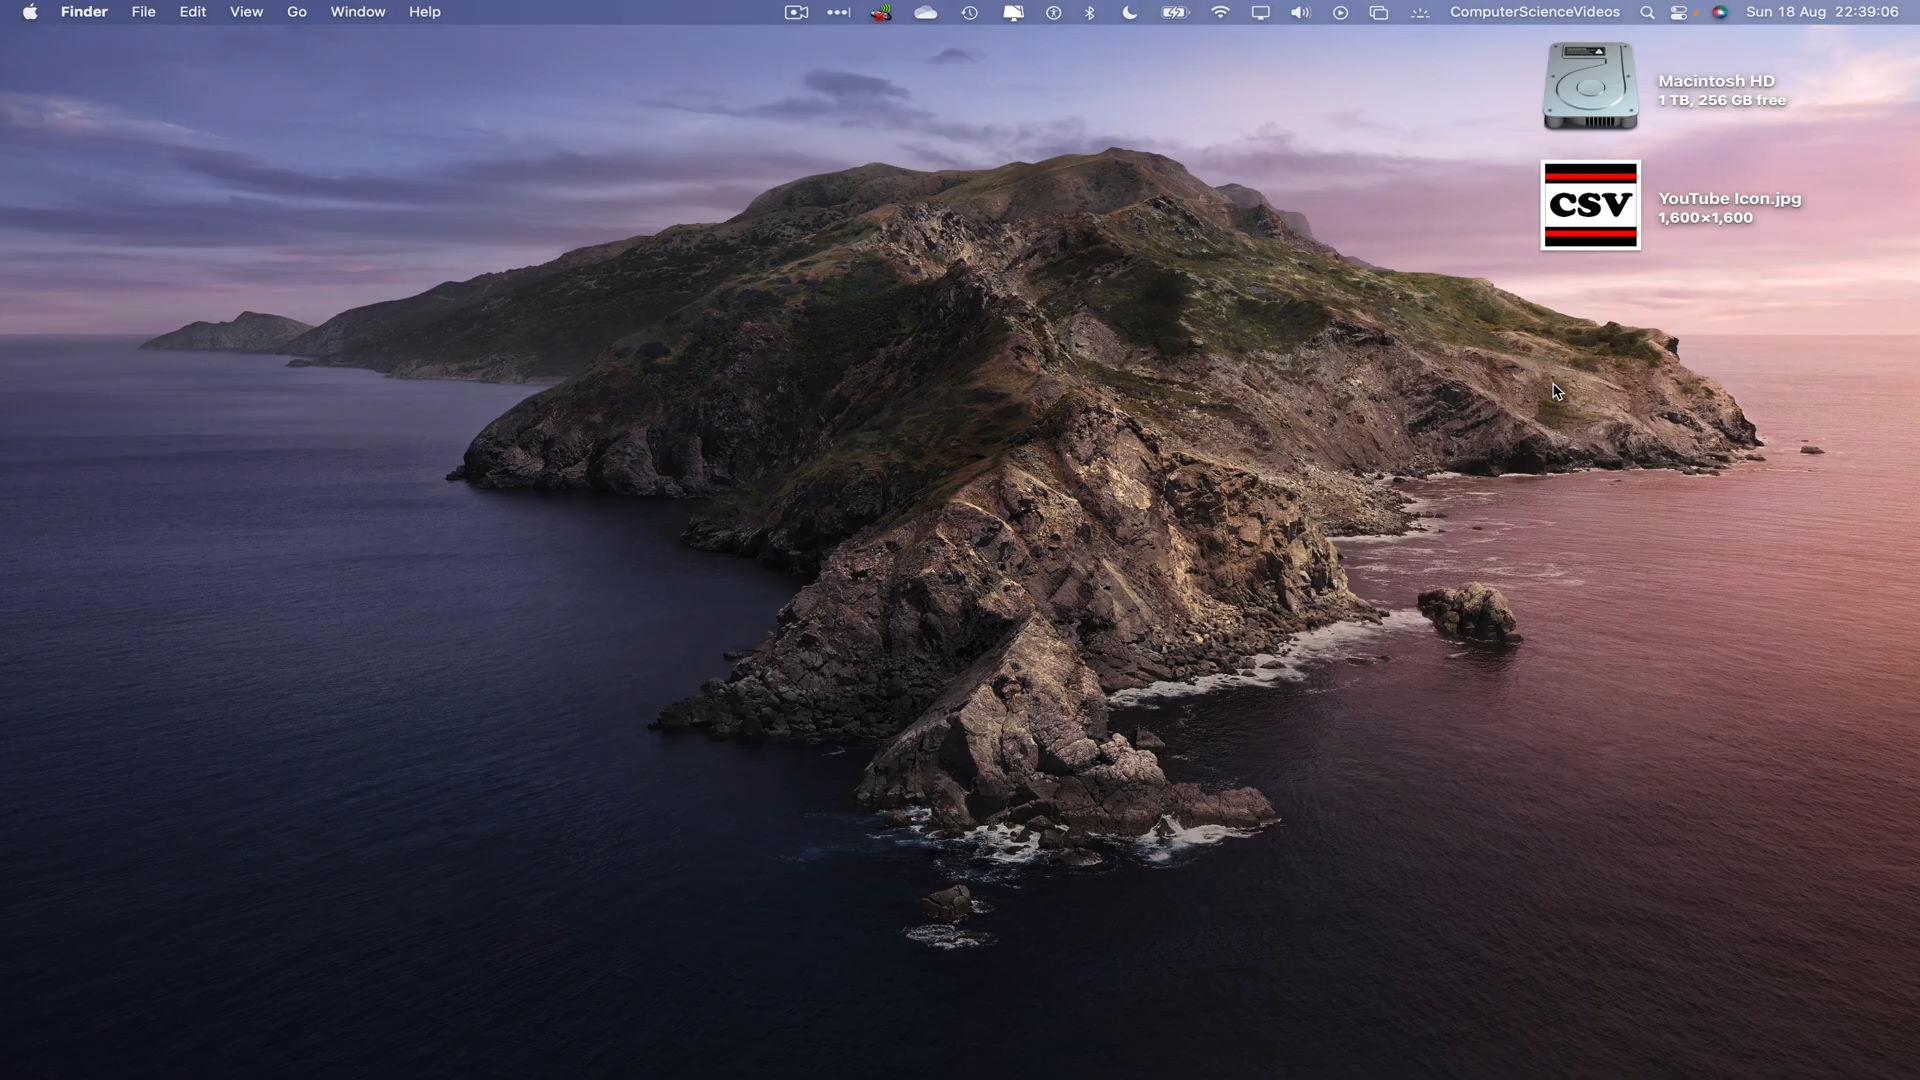 Finder File Edit View Go Window Help ComputerScienceVideos Sun 18 Aug 22:39:06
Macintosh HD
1 TB, 256 GB free
CSV
YouTube Icon.jpg
1,600×1,600